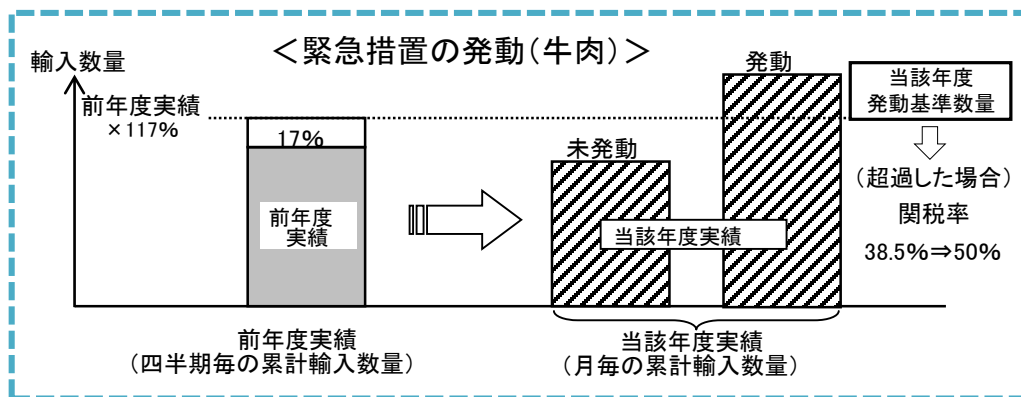 ＜緊急措置の発動（牛肉）＞
輸入数量
前年度実績
×117%
17%
前年度
実績
未発動
発動
当該年度実績
当該年度
発動基準数量
（超過した場合）
関税率
38.5%⇒50%
前年度実績
（四半期毎の累計輸入数量）
当該年度実績
（月毎の累計輸入数量）